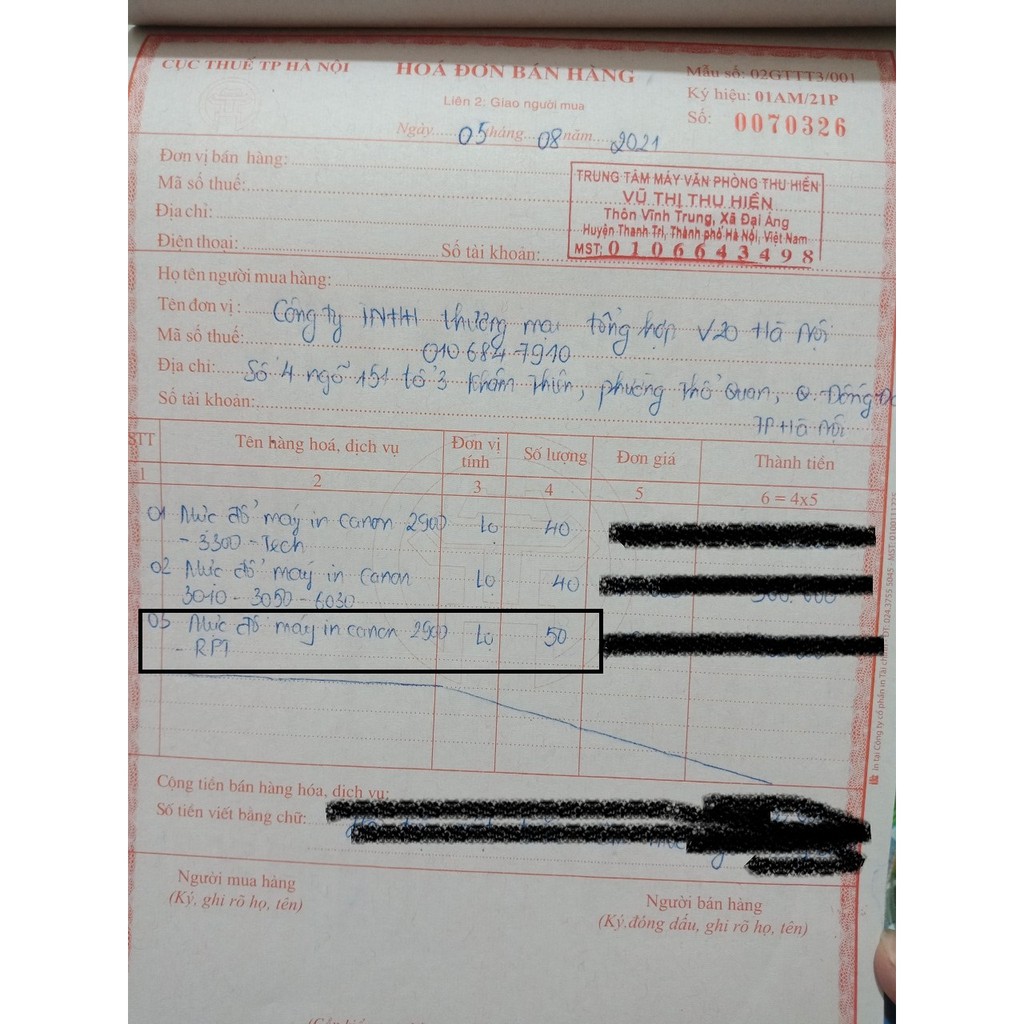 CỤC THUẾ TP HÀ NỘI
HOÁ ĐƠN BÁN HÀNG
Mẫu số: 02GTTT3/001
Liên 2: Giao người mua
Ký hiệu: 01AM/21P
Số: 0070326
Ngày 05 tháng 08 năm 2021
Đơn vị bán hàng:
Mã số thuế:
Địa chỉ:
Điện thoại: Số tài khoản:
TRUNG TÂM MÁY VĂN PHÒNG THU HIỀN
VŨ THỊ THU HIỀN
Thôn Vĩnh Trung, Xã Đại Áng
Huyện Thanh Trì, Thành phố Hà Nội, Việt Nam
MST: 0106643498
Họ tên người mua hàng:
Tên đơn vị: Công ty TNHH thương mại tổng hợp V20 Hà Nội
Mã số thuế: 0106847910
Địa chỉ: Số 4 ngõ 151 tổ 3 Khâm Thiên, phường Thổ Quan, Q. Đống Đa
Số tài khoản: TP Hà Nội
STT Tên hàng hoá, dịch vụ Đơn vị tính Số lượng Đơn giá Thành tiền
1 2 3 4 5 6 = 4x5
01 Mực đổ máy in canon 2900 Lọ 40
- 3300 - Tech
02 Mực đổ máy in canon Lọ 40
3010 - 3050 - 6030
03 Mực đổ máy in canon 2900 Lọ 50
- RPT
Cộng tiền bán hàng hóa, dịch vụ:
Số tiền viết bằng chữ:
Người mua hàng
(Ký, ghi rõ họ, tên)
Người bán hàng
(Ký,đóng dấu, ghi rõ họ, tên)